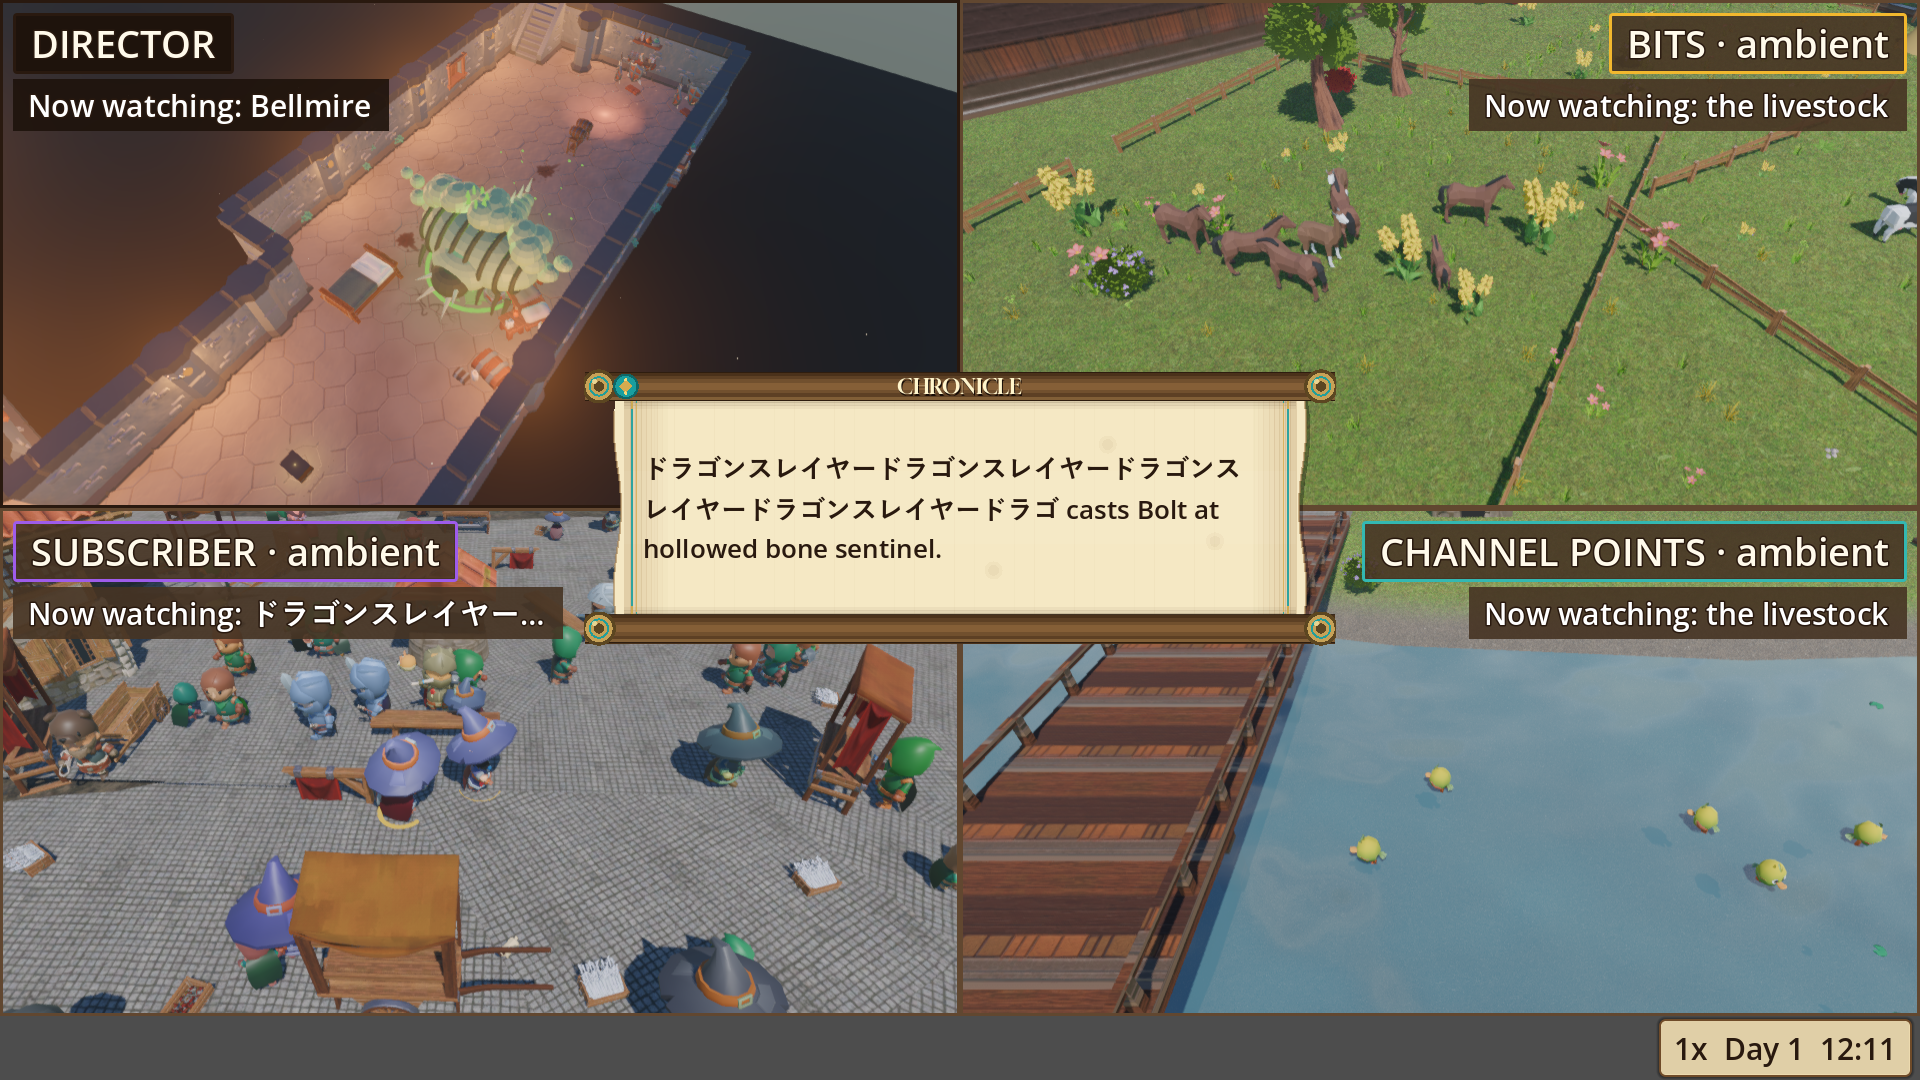 DIRECTOR
Now watching: Bellmire
BITS · ambient
Now watching: the livestock
CHRONICLE
ドラゴンスレイヤードラゴンスレイヤードラゴンス
レイヤードラゴンスレイヤードラゴ casts Bolt at
hollowed bone sentinel.
SUBSCRIBER · ambient
Now watching: ドラゴンスレイヤー...
CHANNEL POINTS · ambient
Now watching: the livestock
1x Day 1 12:11